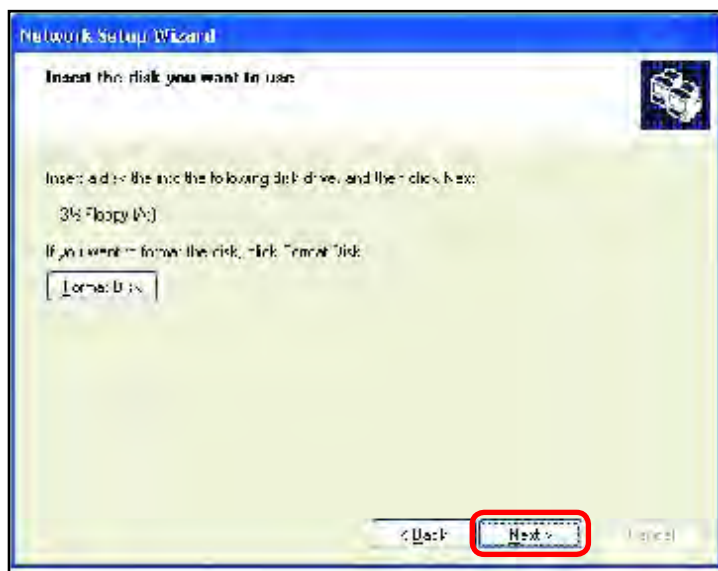 Network Setup Wizard
Insert the disk you want to use
Insert a disk the into the following disk drive, and then click Next:
3½ Floppy (A:)
If you want to format the disk, click Format Disk.
Format Disk
< Back
Next >
Cancel